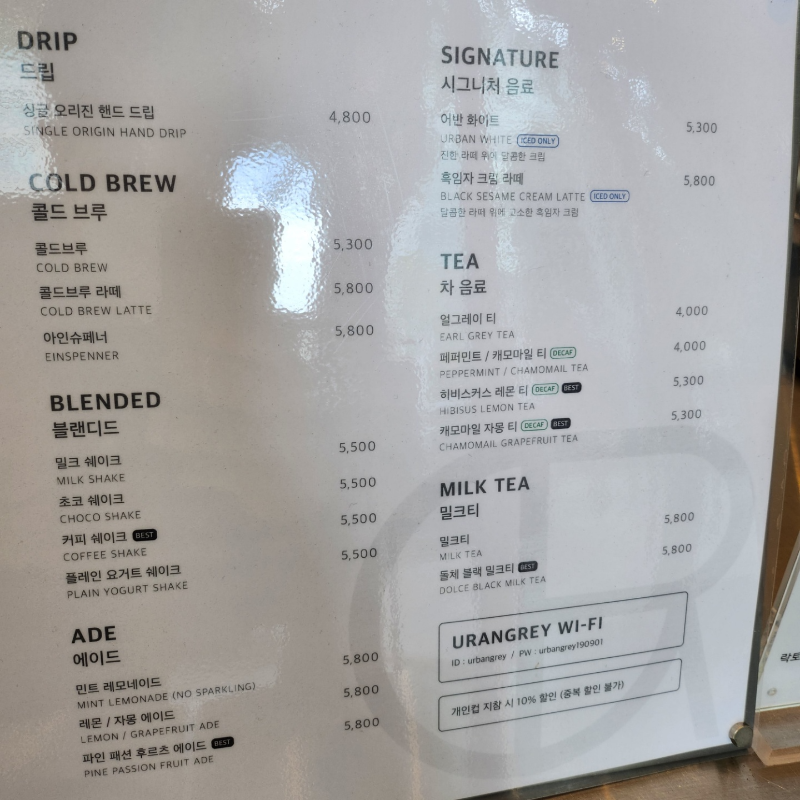 DRIP
드립
싱글 오리진 핸드 드립 4,800
SINGLE ORIGIN HAND DRIP
COLD BREW
콜드 브루
콜드브루 5,300
COLD BREW
콜드브루 라떼 5,800
COLD BREW LATTE
아인슈페너 5,800
EINSPENNER
BLENDED
블랜디드
밀크 쉐이크 5,500
MILK SHAKE
초코 쉐이크 5,500
CHOCO SHAKE
커피 쉐이크 BEST 5,500
COFFEE SHAKE
플레인 요거트 쉐이크 5,500
PLAIN YOGURT SHAKE
ADE
에이드
민트 레모네이드 5,800
MINT LEMONADE (NO SPARKLING)
레몬 / 자몽 에이드 5,800
LEMON / GRAPEFRUIT ADE
파인 패션 후르츠 에이드 BEST 5,800
PINE PASSION FRUIT ADE
SIGNATURE
시그니처 음료
어반 화이트 5,300
URBAN WHITE ICED ONLY
진한 라떼 위에 달콤한 크림
흑임자 크림 라떼 5,800
BLACK SESAME CREAM LATTE ICED ONLY
달콤한 라떼 위에 고소한 흑임자 크림
TEA
차 음료
얼그레이 티 4,000
EARL GREY TEA
페퍼민트 / 캐모마일 티 DECAF 4,000
PEPPERMINT / CHAMOMAIL TEA
히비스커스 레몬 티 DECAF BEST 5,300
HIBISUS LEMON TEA
캐모마일 자몽 티 DECAF BEST 5,300
CHAMOMAIL GRAPEFRUIT TEA
MILK TEA
밀크티
밀크티 5,800
MILK TEA
돌체 블랙 밀크티 BEST 5,800
DOLCE BLACK MILK TEA
URANGREY WI-FI
ID : urbangrey / PW : urbangrey190901
개인컵 지참 시 10% 할인 (중복 할인 불가)
락토